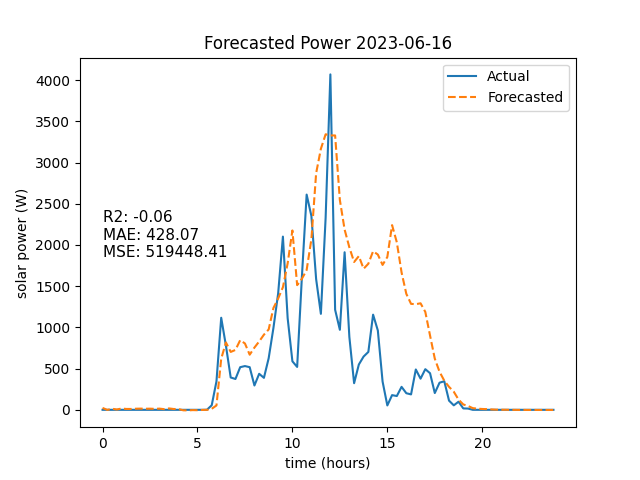 Forecasted Power 2023-06-16
4000
3500
3000
2500
2000
1500
1000
500
0
solar power (W)
R2: -0.06
MAE: 428.07
MSE: 519448.41
Actual
Forecasted
0 5 10 15 20
time (hours)